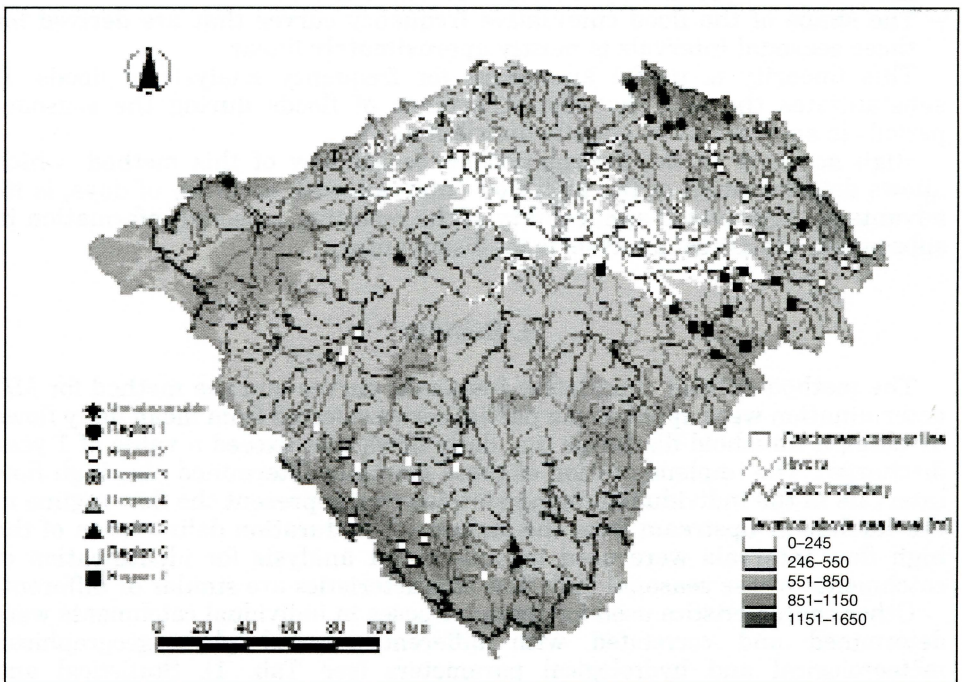 Region 1
Region 2
Region 3
Region 4
Region 5
Region 6
Region 7
0 20 40 60 80 100 km
Catchment contour line
Rivers
State boundary
Elevation above sea level [m]
0–245
246–550
551–850
851–1150
1151–1650